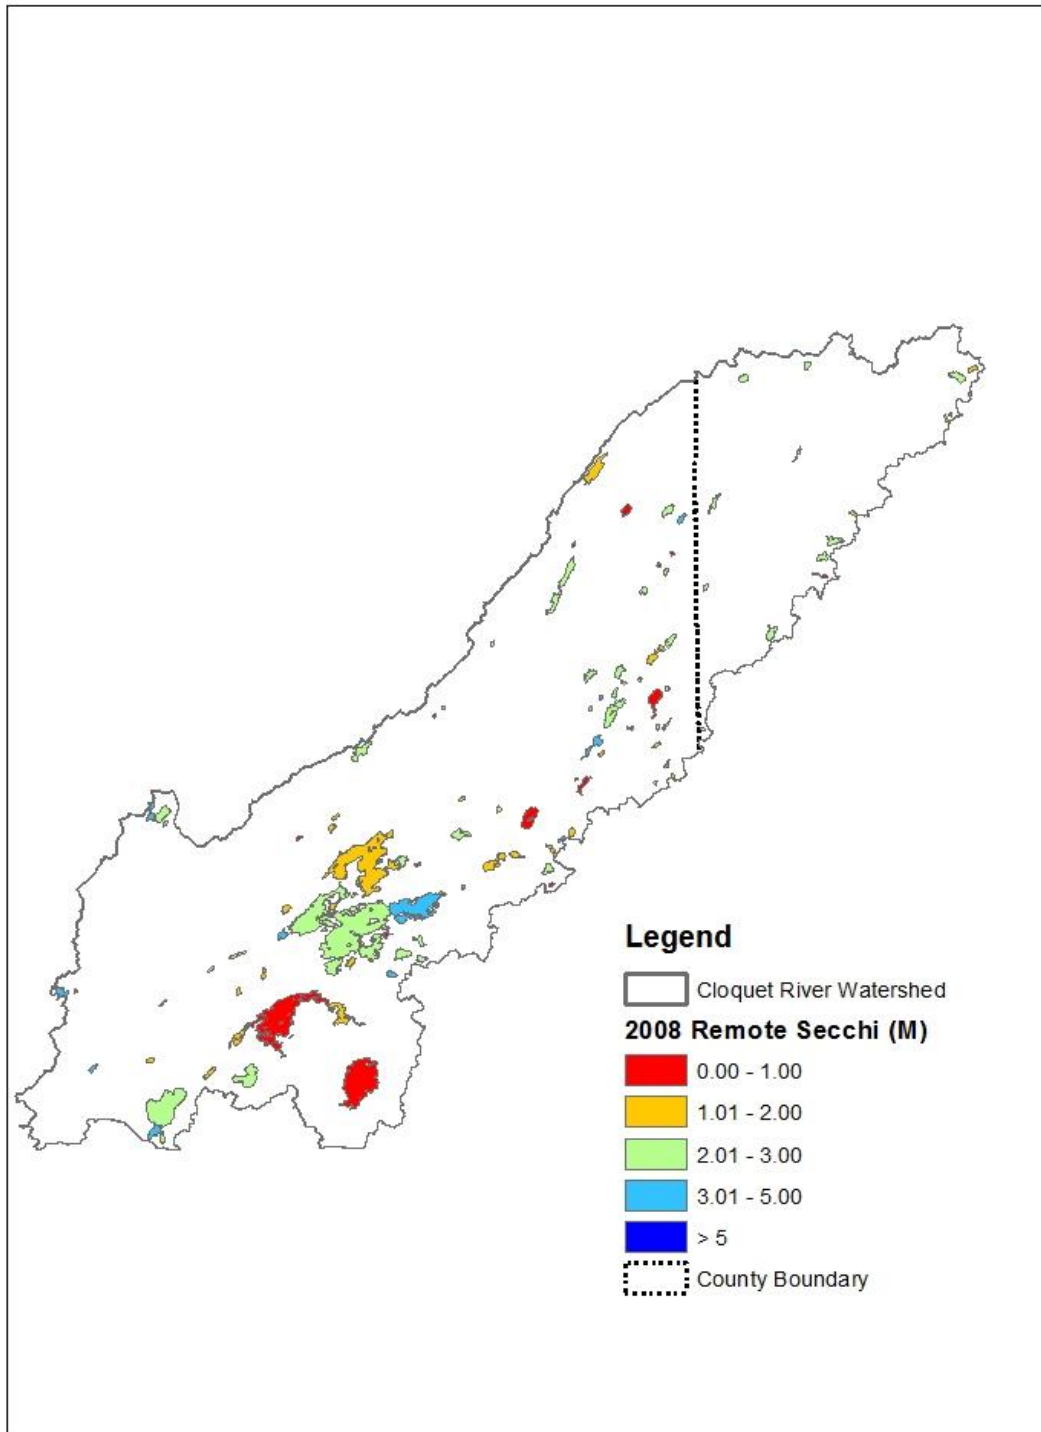 Legend
Cloquet River Watershed
2008 Remote Secchi (M)
0.00 - 1.00
1.01 - 2.00
2.01 - 3.00
3.01 - 5.00
> 5
County Boundary